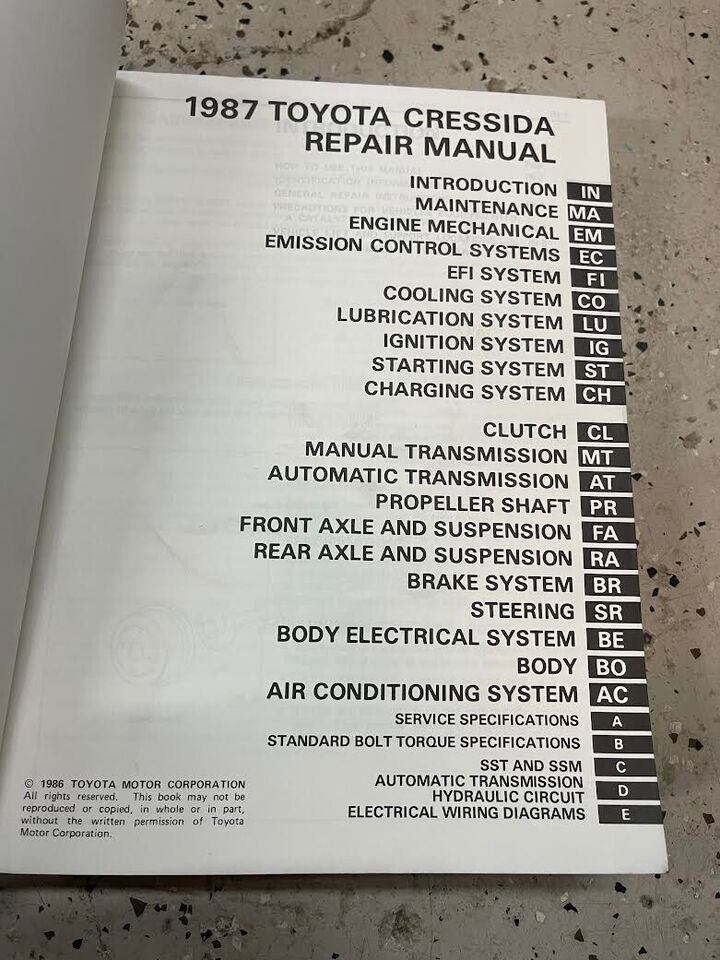 1987 TOYOTA CRESSIDA
REPAIR MANUAL
INTRODUCTION IN
MAINTENANCE MA
ENGINE MECHANICAL EM
EMISSION CONTROL SYSTEMS EC
EFI SYSTEM FI
COOLING SYSTEM CO
LUBRICATION SYSTEM LU
IGNITION SYSTEM IG
STARTING SYSTEM ST
CHARGING SYSTEM CH
CLUTCH CL
MANUAL TRANSMISSION MT
AUTOMATIC TRANSMISSION AT
PROPELLER SHAFT PR
FRONT AXLE AND SUSPENSION FA
REAR AXLE AND SUSPENSION RA
BRAKE SYSTEM BR
STEERING SR
BODY ELECTRICAL SYSTEM BE
BODY BO
AIR CONDITIONING SYSTEM AC
SERVICE SPECIFICATIONS A
STANDARD BOLT TORQUE SPECIFICATIONS B
SST AND SSM C
AUTOMATIC TRANSMISSION
HYDRAULIC CIRCUIT D
ELECTRICAL WIRING DIAGRAMS E
© 1986 TOYOTA MOTOR CORPORATION
All rights reserved. This book may not be
reproduced or copied, in whole or in part,
without the written permission of Toyota
Motor Corporation.